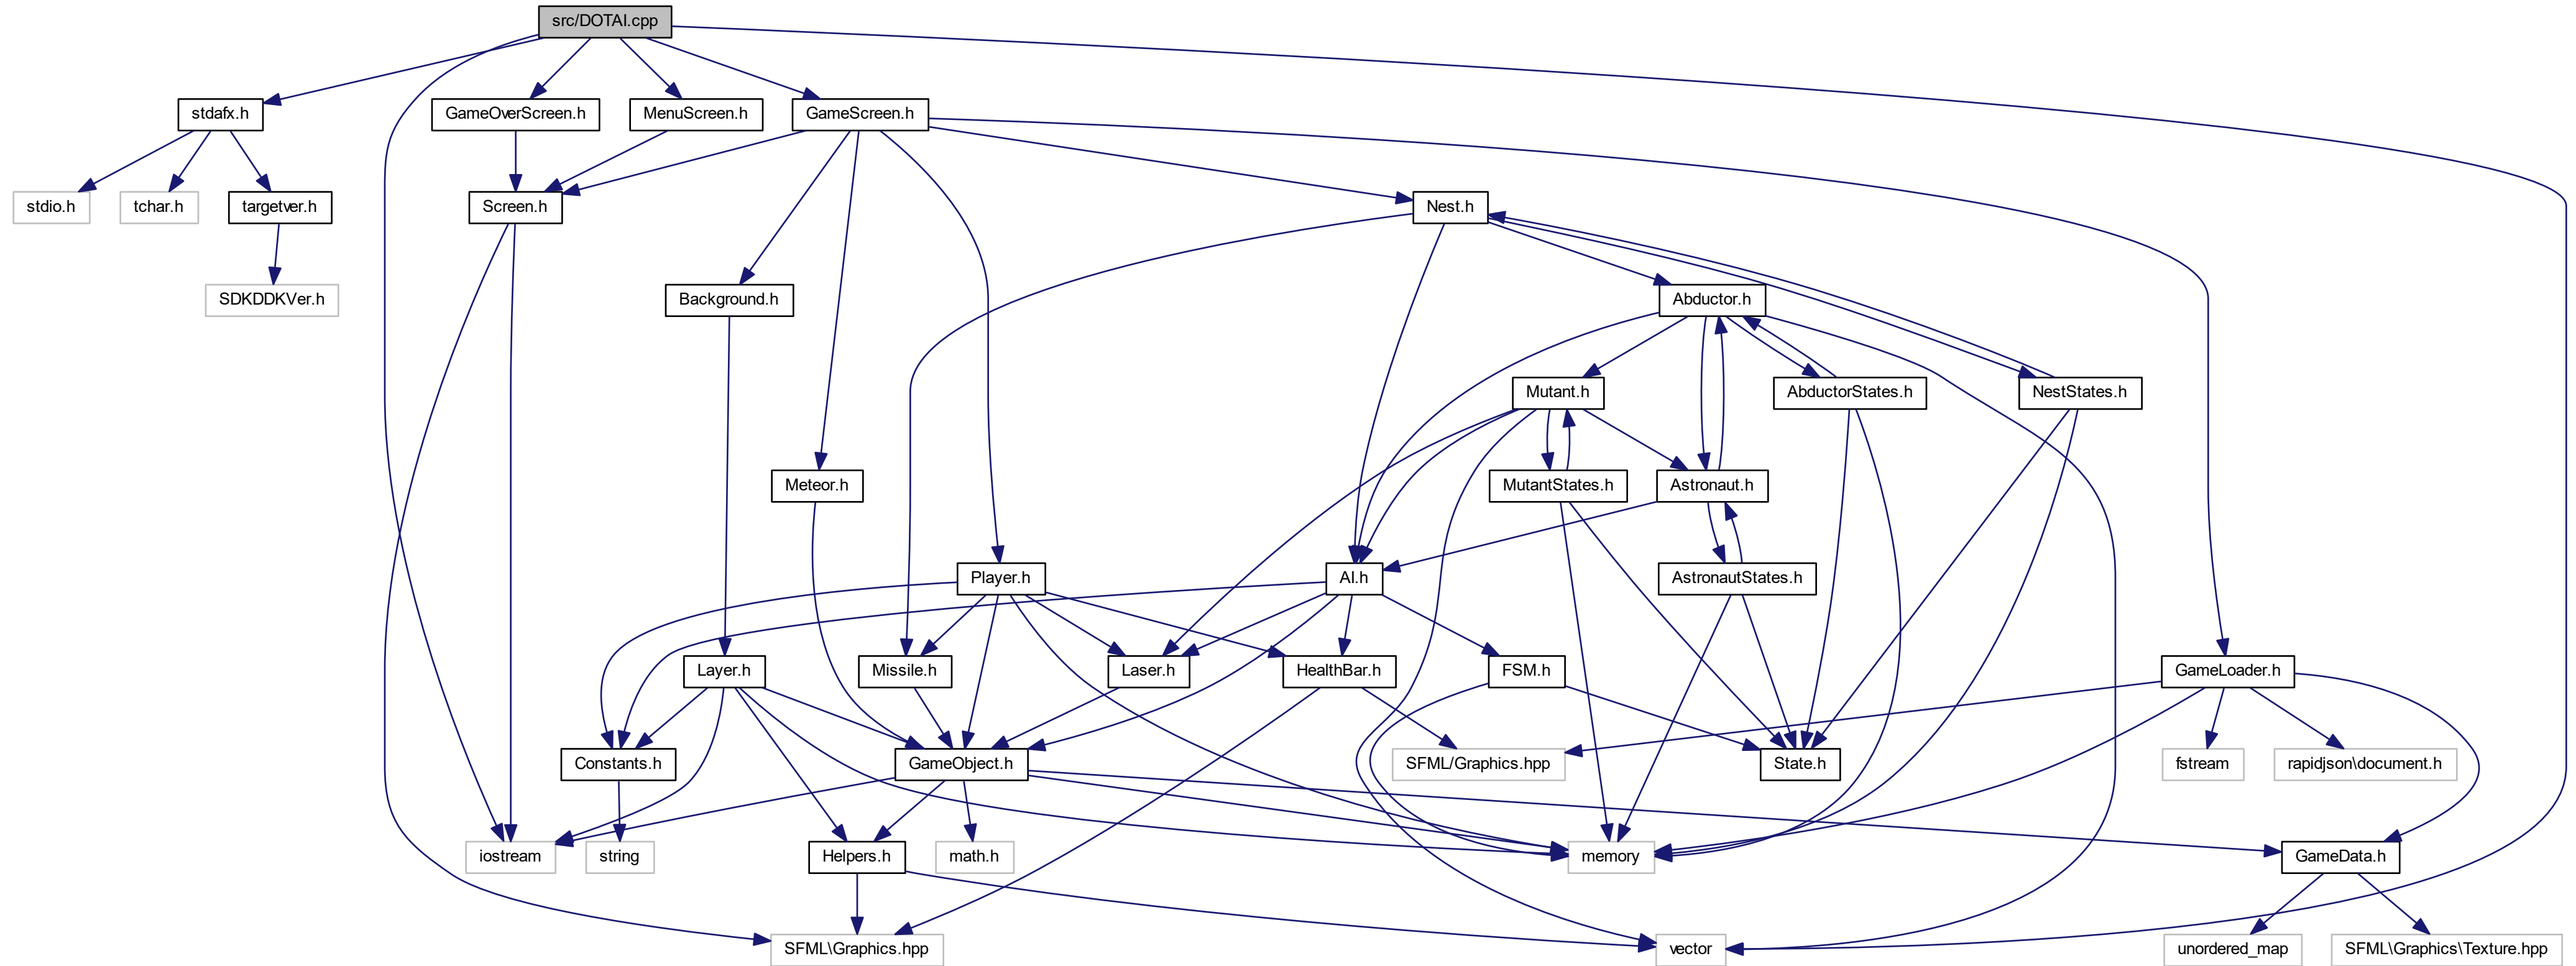 src/DOTAI.cpp
stdafx.h
GameOverScreen.h
MenuScreen.h
GameScreen.h
stdio.h
tchar.h
targetver.h
Screen.h
Nest.h
SDKDDKVer.h
Background.h
Abductor.h
Mutant.h
AbductorStates.h
NestStates.h
Meteor.h
MutantStates.h
Astronaut.h
Player.h
AI.h
AstronautStates.h
Layer.h
Missile.h
Laser.h
HealthBar.h
FSM.h
GameLoader.h
Constants.h
GameObject.h
SFML/Graphics.hpp
State.h
fstream
rapidjson\document.h
iostream
string
Helpers.h
math.h
memory
GameData.h
SFML\Graphics.hpp
vector
unordered_map
SFML\Graphics\Texture.hpp